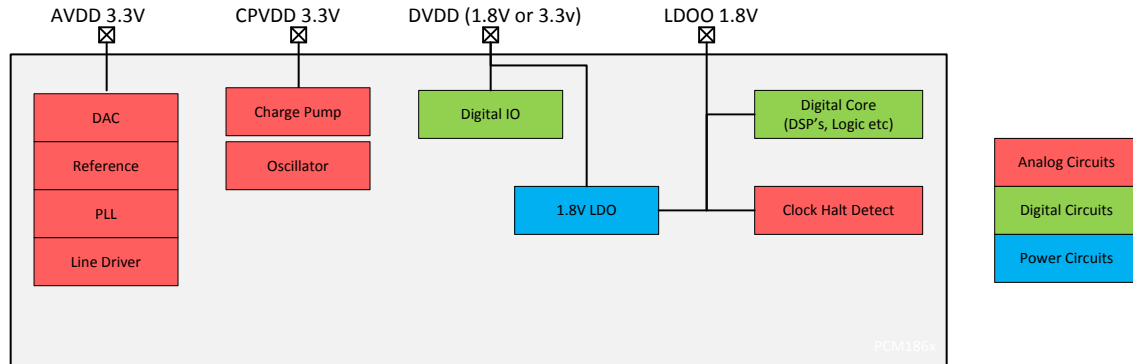 AVDD 3.3V
CPVDD 3.3V
DVDD (1.8V or 3.3v)
LDOO 1.8V
DAC
Reference
PLL
Line Driver
Charge Pump
Oscillator
Digital IO
1.8V LDO
Digital Core
(DSP's, Logic etc)
Clock Halt Detect
Analog Circuits
Digital Circuits
Power Circuits
PCM186x